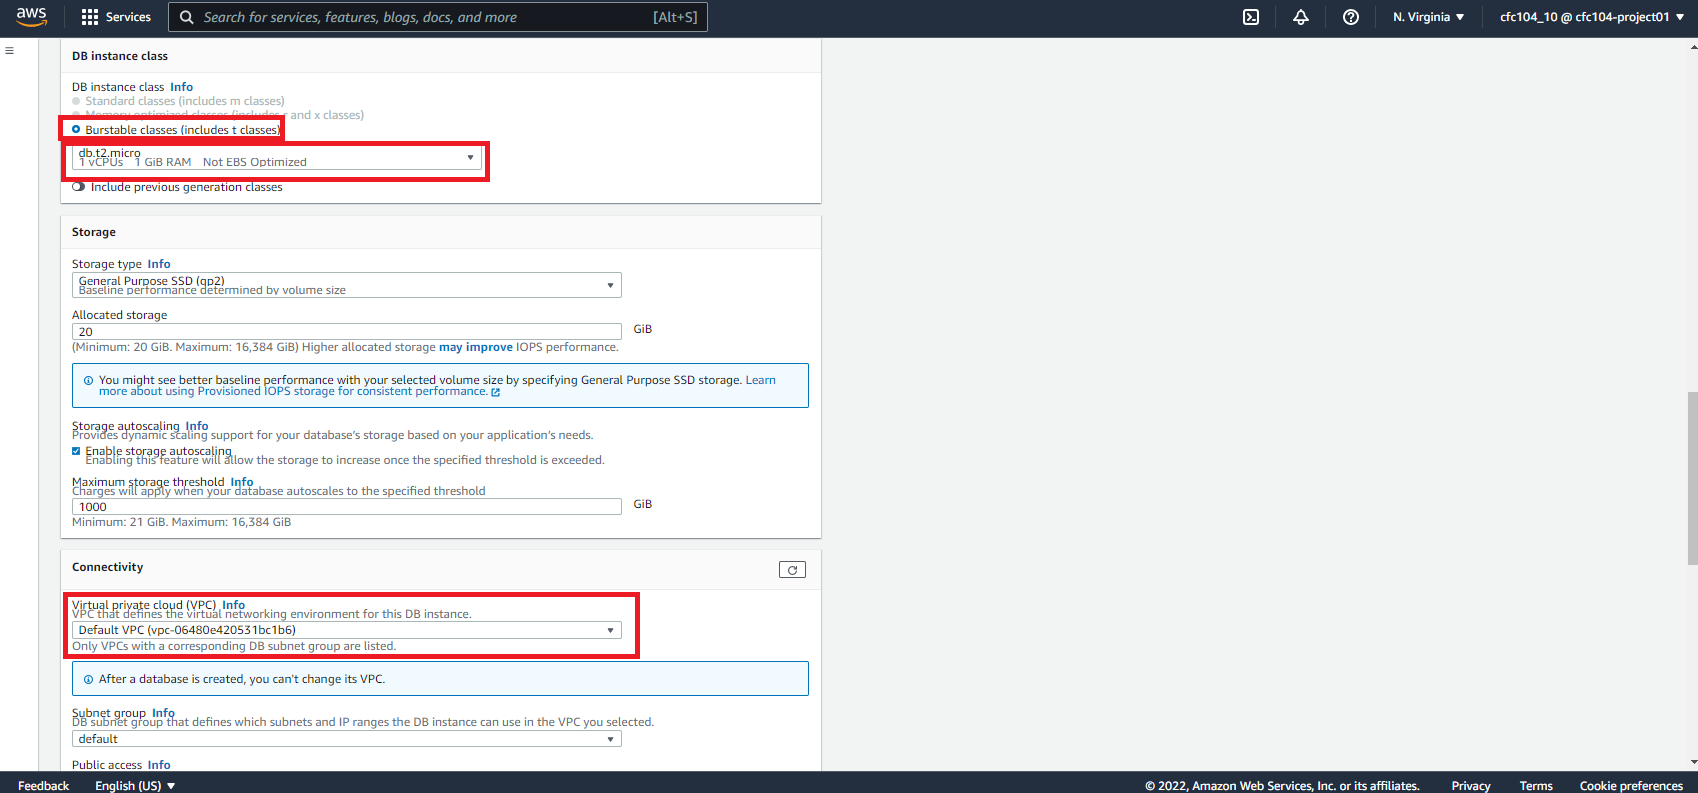 aws
Services
Search for services, features, blogs, docs, and more [Alt+S]
N. Virginia
cfc104_10 @ cfc104-project01
DB instance class
DB instance class Info
Standard classes (includes m classes)
Memory optimized classes (includes r and x classes)
Burstable classes (includes t classes)
db.t2.micro
1 vCPUs 1 GiB RAM Not EBS Optimized
Include previous generation classes
Storage
Storage type Info
General Purpose SSD (gp2)
Baseline performance determined by volume size
Allocated storage
20
GiB
(Minimum: 20 GiB. Maximum: 16,384 GiB) Higher allocated storage may improve IOPS performance.
You might see better baseline performance with your selected volume size by specifying General Purpose SSD storage. Learn
more about using Provisioned IOPS storage for consistent performance.
Storage autoscaling Info
Provides dynamic scaling support for your database's storage based on your application's needs.
Enable storage autoscaling
Enabling this feature will allow the storage to increase once the specified threshold is exceeded.
Maximum storage threshold Info
Charges will apply when your database autoscales to the specified threshold
1000
GiB
Minimum: 21 GiB. Maximum: 16,384 GiB
Connectivity
Virtual private cloud (VPC) Info
VPC that defines the virtual networking environment for this DB instance.
Default VPC (vpc-06480e420531bc1b6)
Only VPCs with a corresponding DB subnet group are listed.
After a database is created, you can't change its VPC.
Subnet group Info
DB subnet group that defines which subnets and IP ranges the DB instance can use in the VPC you selected.
default
Public access Info
Feedback
English (US)
© 2022, Amazon Web Services, Inc. or its affiliates.
Privacy
Terms
Cookie preferences